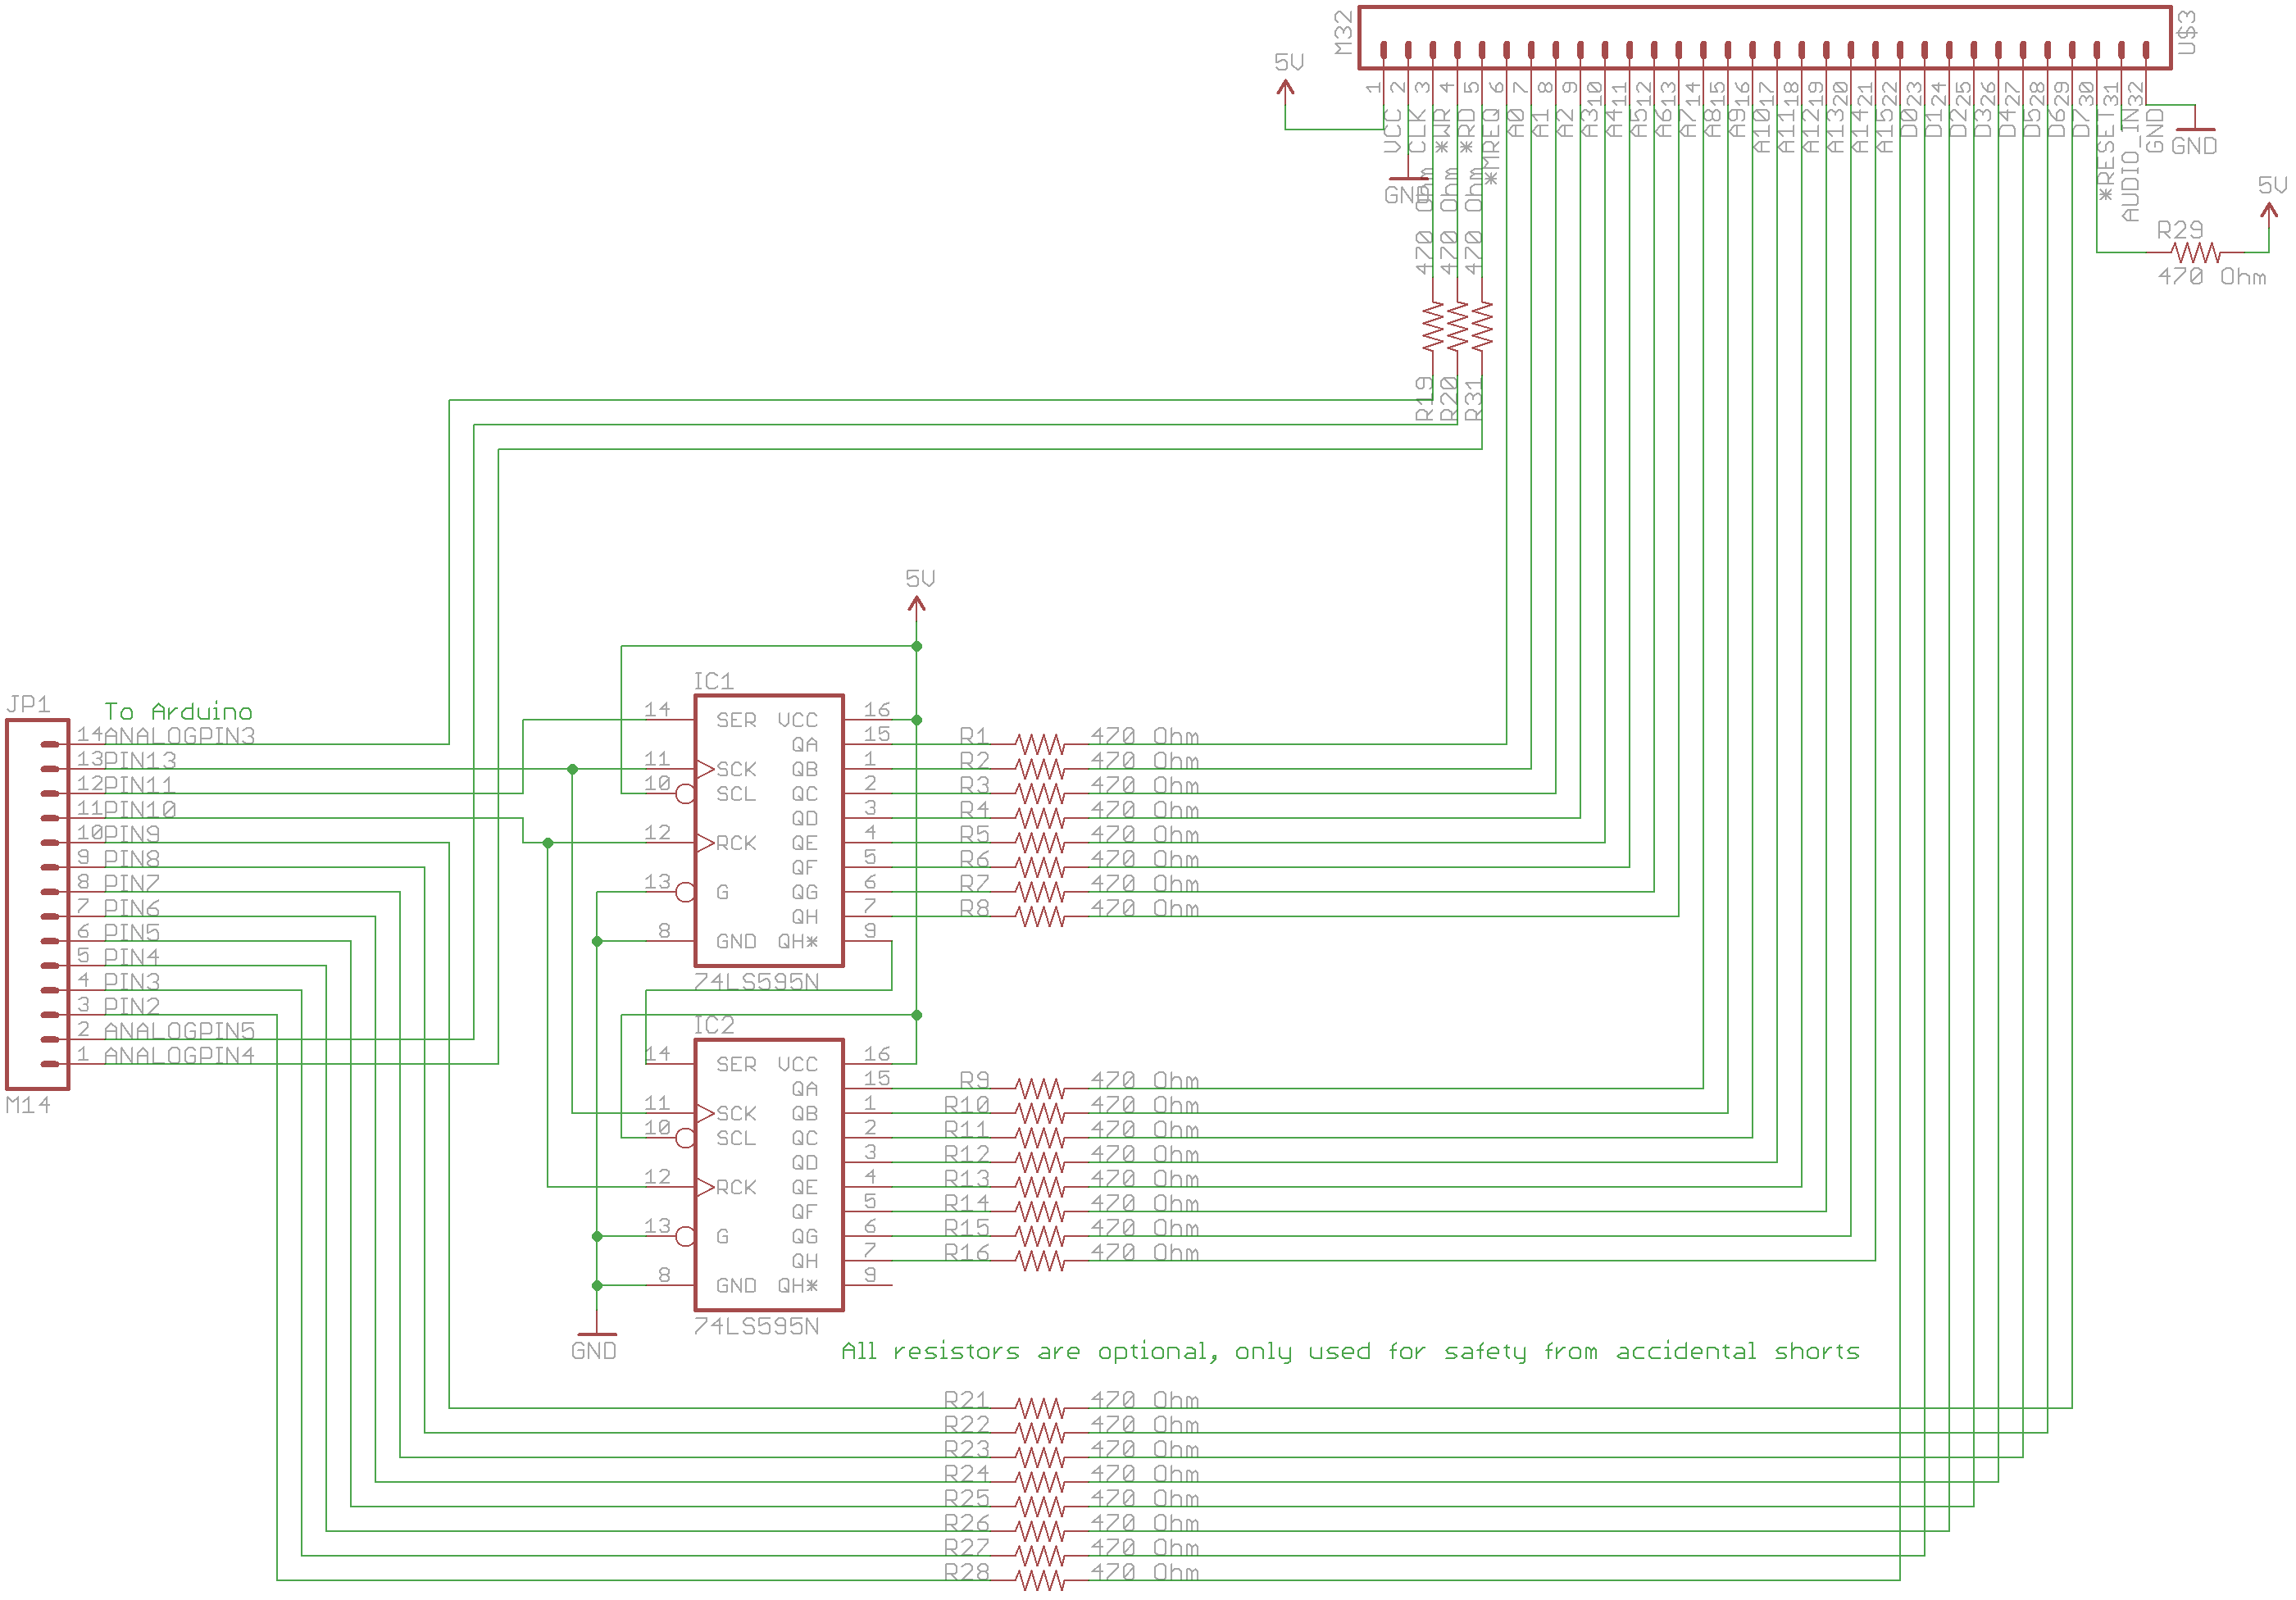 M32
U$3
5V
1 2 3 4 5 6 7 8 9 10 11 12 13 14 15 16 17 18 19 20 21 22 23 24 25 26 27 28 29 30 31 32
VCC
CLK
*WR
*RD
*MREQ
A0
A1
A2
A3
A4
A5
A6
A7
A8
A9
A10
A11
A12
A13
A14
A15
D0
D1
D2
D3
D4
D5
D6
D7
*RESET
AUDIO_IN
GND
GND
GND
5V
R29
470 Ohm
470 Ohm
470 Ohm
470 Ohm
R19
R20
R31
5V
JP1
To Arduino
14 ANALOGPIN3
13 PIN13
12 PIN11
11 PIN10
10 PIN9
9 PIN8
8 PIN7
7 PIN6
6 PIN5
5 PIN4
4 PIN3
3 PIN2
2 ANALOGPIN5
1 ANALOGPIN4
M14
IC1
14 SER VCC 16
QA 15
11 SCK QB 1
10 SCL QC 2
QD 3
12 RCK QE 4
QF 5
13 G QG 6
QH 7
8 GND QH* 9
74LS595N
R1 470 Ohm
R2 470 Ohm
R3 470 Ohm
R4 470 Ohm
R5 470 Ohm
R6 470 Ohm
R7 470 Ohm
R8 470 Ohm
IC2
14 SER VCC 16
QA 15
11 SCK QB 1
10 SCL QC 2
QD 3
12 RCK QE 4
QF 5
13 G QG 6
QH 7
8 GND QH* 9
74LS595N
GND
R9 470 Ohm
R10 470 Ohm
R11 470 Ohm
R12 470 Ohm
R13 470 Ohm
R14 470 Ohm
R15 470 Ohm
R16 470 Ohm
All resistors are optional, only used for safety from accidental shorts
R21 470 Ohm
R22 470 Ohm
R23 470 Ohm
R24 470 Ohm
R25 470 Ohm
R26 470 Ohm
R27 470 Ohm
R28 470 Ohm